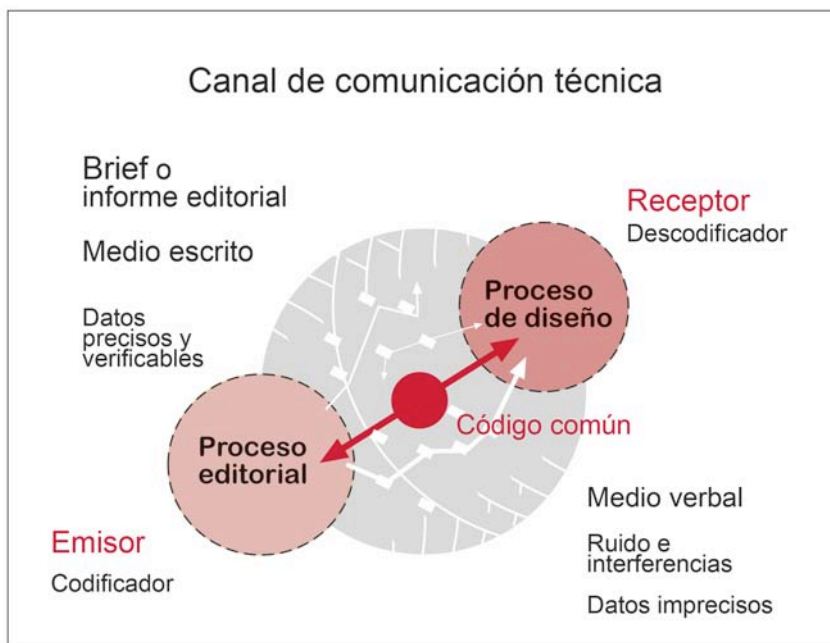 Canal de comunicación técnica
Brief o
informe editorial
Medio escrito
Datos
precisos y
verificables
Receptor
Descodificador
Proceso
de diseño
Código común
Proceso
editorial
Emisor
Codificador
Medio verbal
Ruido e
interferencias
Datos imprecisos